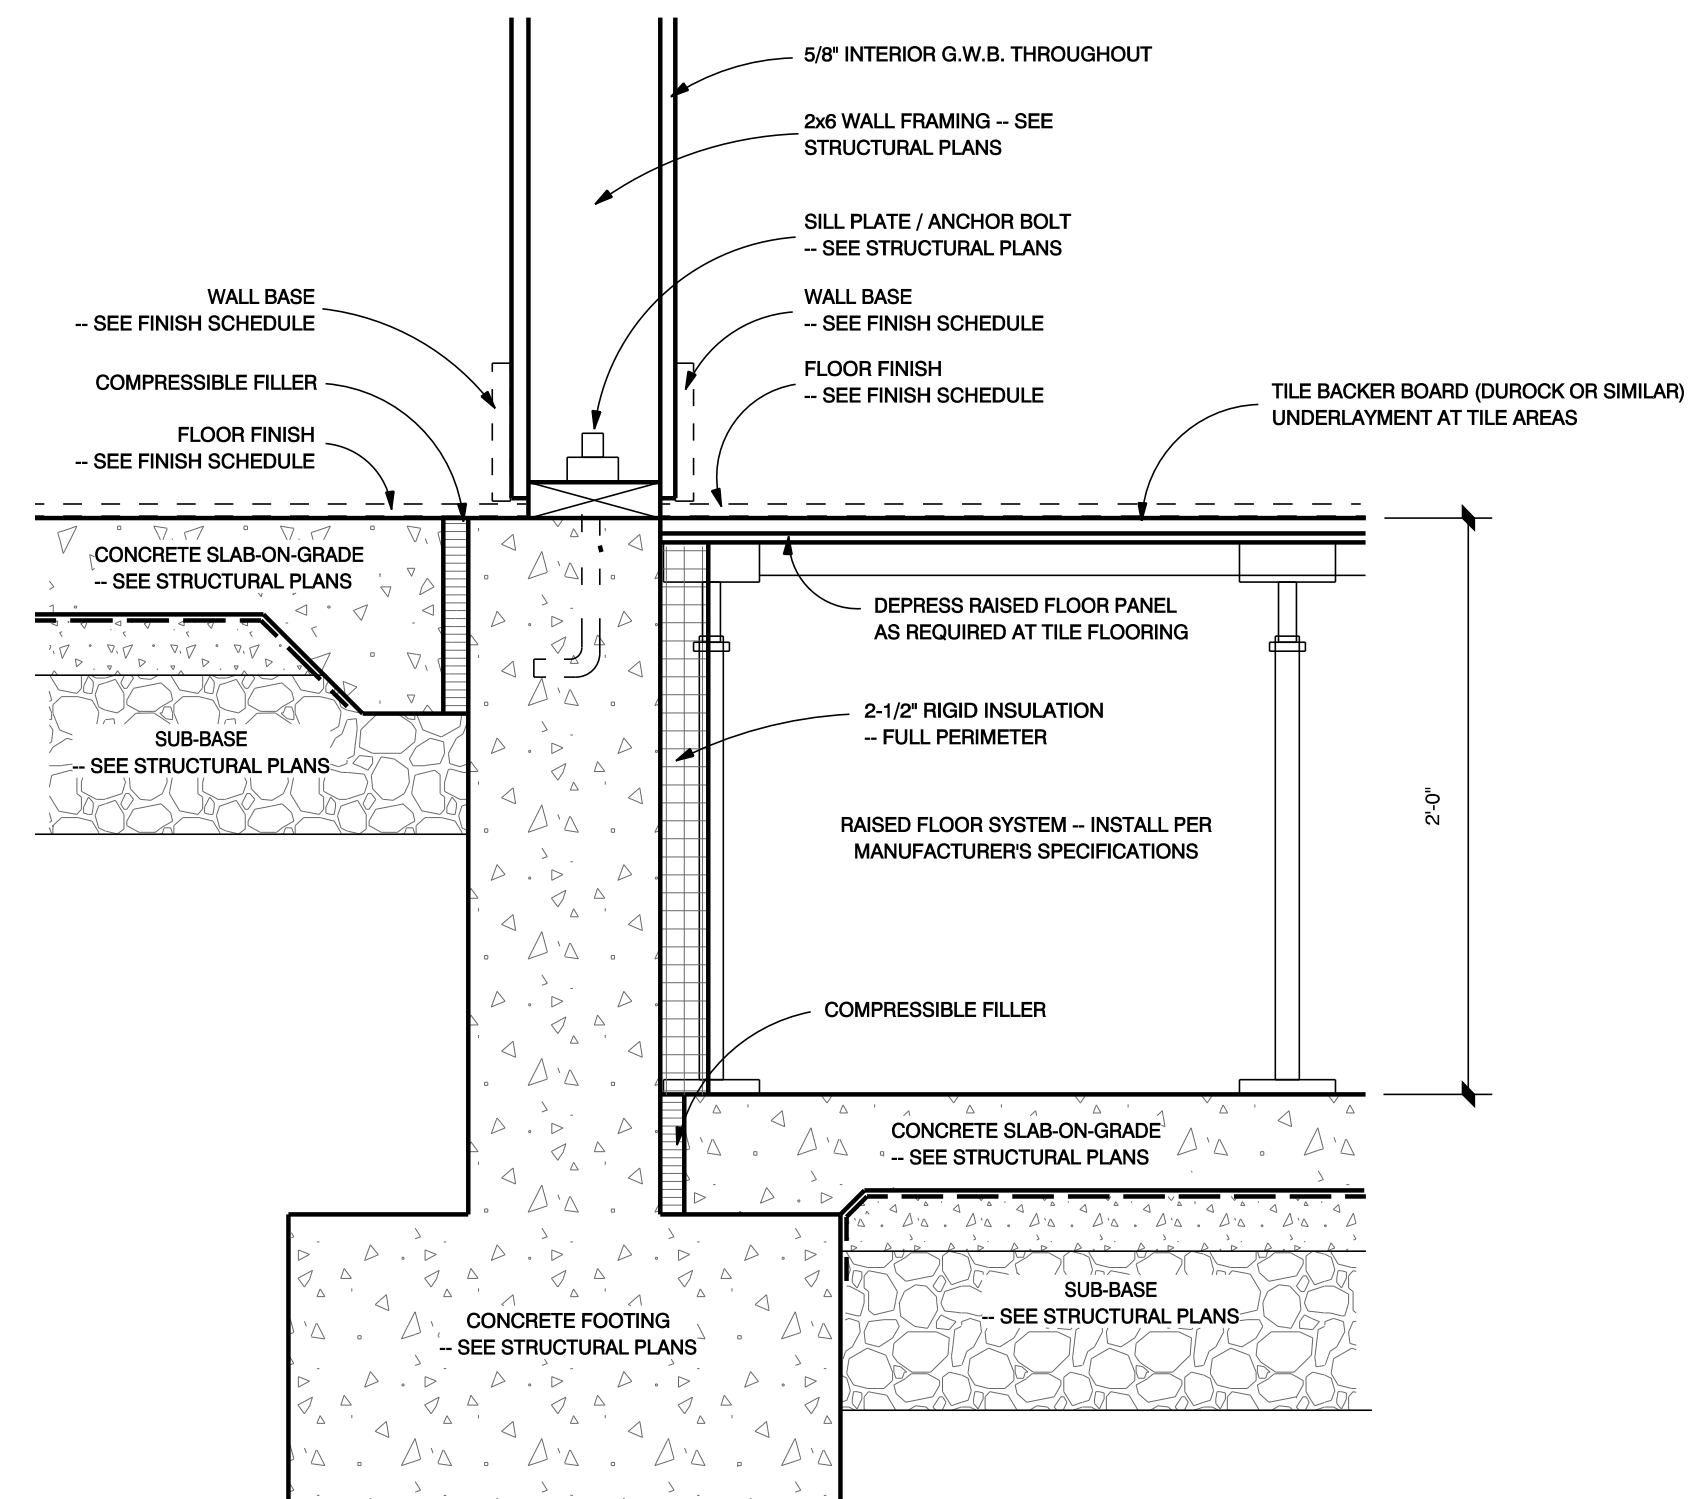 5/8" INTERIOR G.W.B. THROUGHOUT
2x6 WALL FRAMING -- SEE
STRUCTURAL PLANS
SILL PLATE / ANCHOR BOLT
-- SEE STRUCTURAL PLANS
WALL BASE
-- SEE FINISH SCHEDULE
WALL BASE
-- SEE FINISH SCHEDULE
COMPRESSIBLE FILLER
FLOOR FINISH
-- SEE FINISH SCHEDULE
TILE BACKER BOARD (DUROCK OR SIMILAR)
UNDERLAYMENT AT TILE AREAS
FLOOR FINISH
-- SEE FINISH SCHEDULE
CONCRETE SLAB-ON-GRADE
-- SEE STRUCTURAL PLANS
DEPRESS RAISED FLOOR PANEL
AS REQUIRED AT TILE FLOORING
2-1/2" RIGID INSULATION
-- FULL PERIMETER
SUB-BASE
-- SEE STRUCTURAL PLANS
2'-0"
RAISED FLOOR SYSTEM -- INSTALL PER
MANUFACTURER'S SPECIFICATIONS
COMPRESSIBLE FILLER
CONCRETE SLAB-ON-GRADE
-- SEE STRUCTURAL PLANS
SUB-BASE
-- SEE STRUCTURAL PLANS
CONCRETE FOOTING
-- SEE STRUCTURAL PLANS